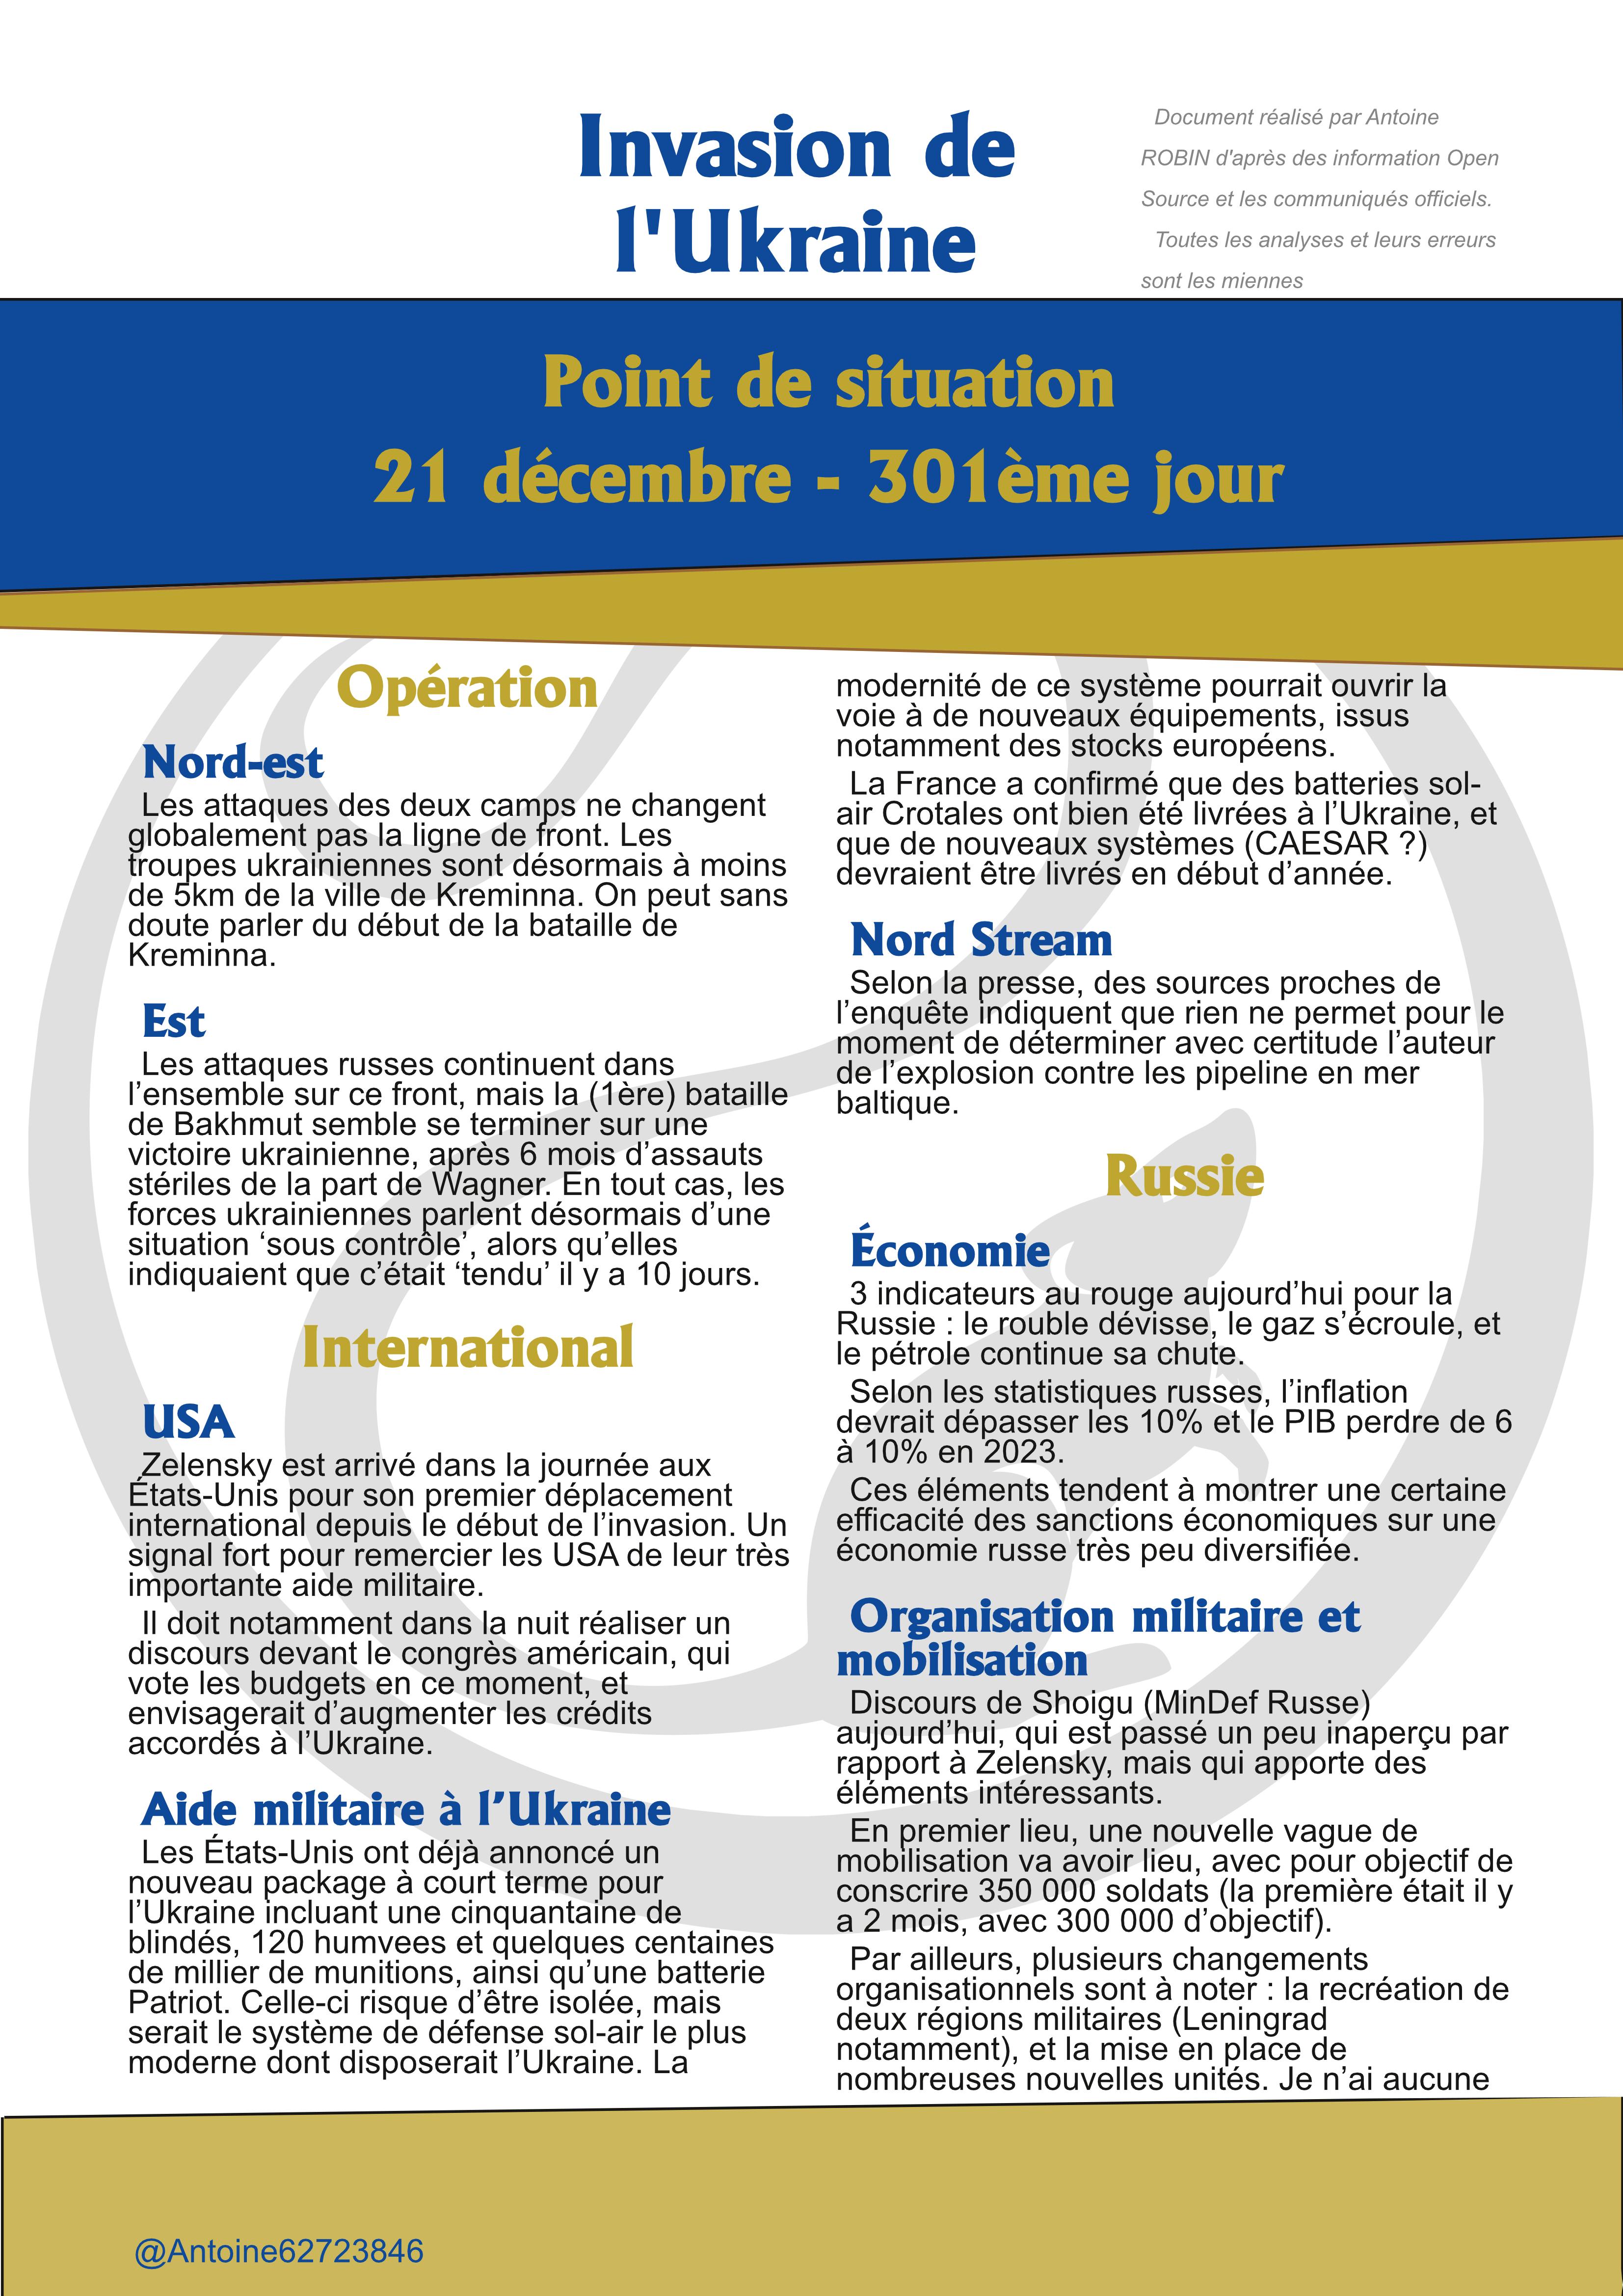 Invasion de
l'Ukraine
Document réalisé par Antoine
ROBIN d'après des information Open
Source et les communiqués officiels.
Toutes les analyses et leurs erreurs
sont les miennes
Point de situation
21 décembre - 301ème jour
Opération
Nord-est
Les attaques des deux camps ne changent
globalement pas la ligne de front. Les
troupes ukrainiennes sont désormais à moins
de 5km de la ville de Kreminna. On peut sans
doute parler du début de la bataille de
Kreminna.
Est
Les attaques russes continuent dans
l’ensemble sur ce front, mais la (1ère) bataille
de Bakhmut semble se terminer sur une
victoire ukrainienne, après 6 mois d’assauts
stériles de la part de Wagner. En tout cas, les
forces ukrainiennes parlent désormais d’une
situation ‘sous contrôle’, alors qu’elles
indiquaient que c’était ‘tendu’ il y a 10 jours.
International
USA
Zelensky est arrivé dans la journée aux
États-Unis pour son premier déplacement
international depuis le début de l’invasion. Un
signal fort pour remercier les USA de leur très
importante aide militaire.
Il doit notamment dans la nuit réaliser un
discours devant le congrès américain, qui
vote les budgets en ce moment, et
envisagerait d’augmenter les crédits
accordés à l’Ukraine.
Aide militaire à l’Ukraine
Les États-Unis ont déjà annoncé un
nouveau package à court terme pour
l’Ukraine incluant une cinquantaine de
blindés, 120 humvees et quelques centaines
de millier de munitions, ainsi qu’une batterie
Patriot. Celle-ci risque d’être isolée, mais
serait le système de défense sol-air le plus
moderne dont disposerait l’Ukraine. La
modernité de ce système pourrait ouvrir la
voie à de nouveaux équipements, issus
notamment des stocks européens.
La France a confirmé que des batteries sol-
air Crotales ont bien été livrées à l’Ukraine, et
que de nouveaux systèmes (CAESAR ?)
devraient être livrés en début d’année.
Nord Stream
Selon la presse, des sources proches de
l’enquête indiquent que rien ne permet pour le
moment de déterminer avec certitude l’auteur
de l’explosion contre les pipeline en mer
baltique.
Russie
Économie
3 indicateurs au rouge aujourd’hui pour la
Russie : le rouble dévisse, le gaz s’écroule, et
le pétrole continue sa chute.
Selon les statistiques russes, l’inflation
devrait dépasser les 10% et le PIB perdre de 6
à 10% en 2023.
Ces éléments tendent à montrer une certaine
efficacité des sanctions économiques sur une
économie russe très peu diversifiée.
Organisation militaire et
mobilisation
Discours de Shoigu (MinDef Russe)
aujourd’hui, qui est passé un peu inaperçu par
rapport à Zelensky, mais qui apporte des
éléments intéressants.
En premier lieu, une nouvelle vague de
mobilisation va avoir lieu, avec pour objectif de
conscrire 350 000 soldats (la première était il y
a 2 mois, avec 300 000 d’objectif).
Par ailleurs, plusieurs changements
organisationnels sont à noter : la recréation de
deux régions militaires (Leningrad
notamment), et la mise en place de
nombreuses nouvelles unités. Je n’ai aucune
@Antoine62723846